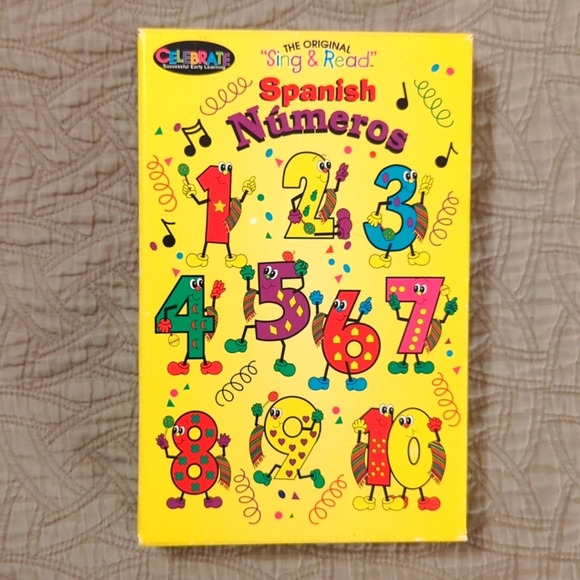 CELEBRATE
Successful Early Learning
THE ORIGINAL
"Sing & Read."
Spanish
Números
1 2 3
4 5 6 7
8 9 10